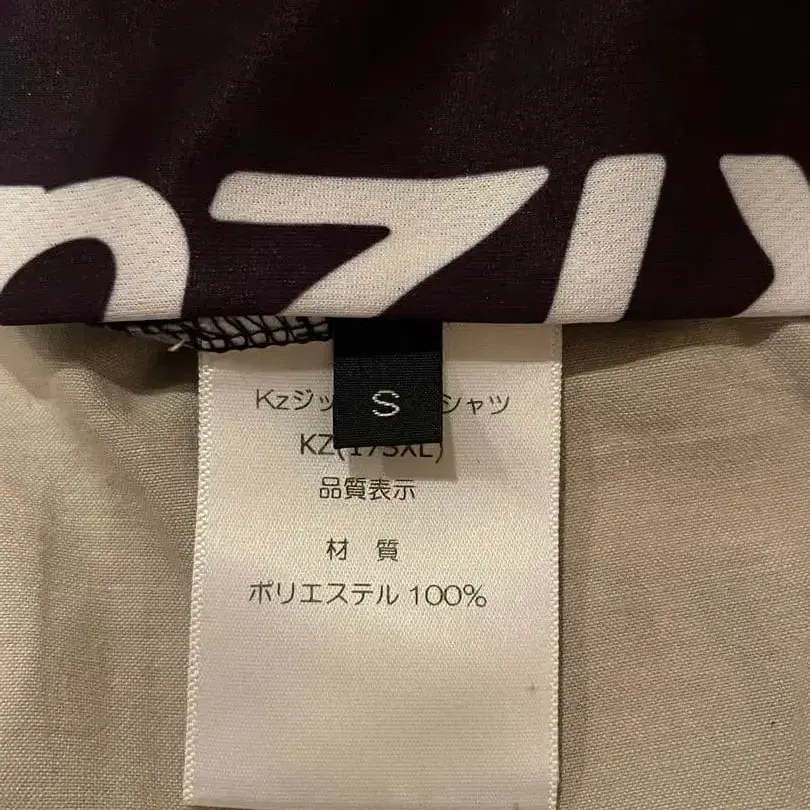 nzıy
S
Kzジッ シャツ
品質表示
材 質
ポリエステル 100%